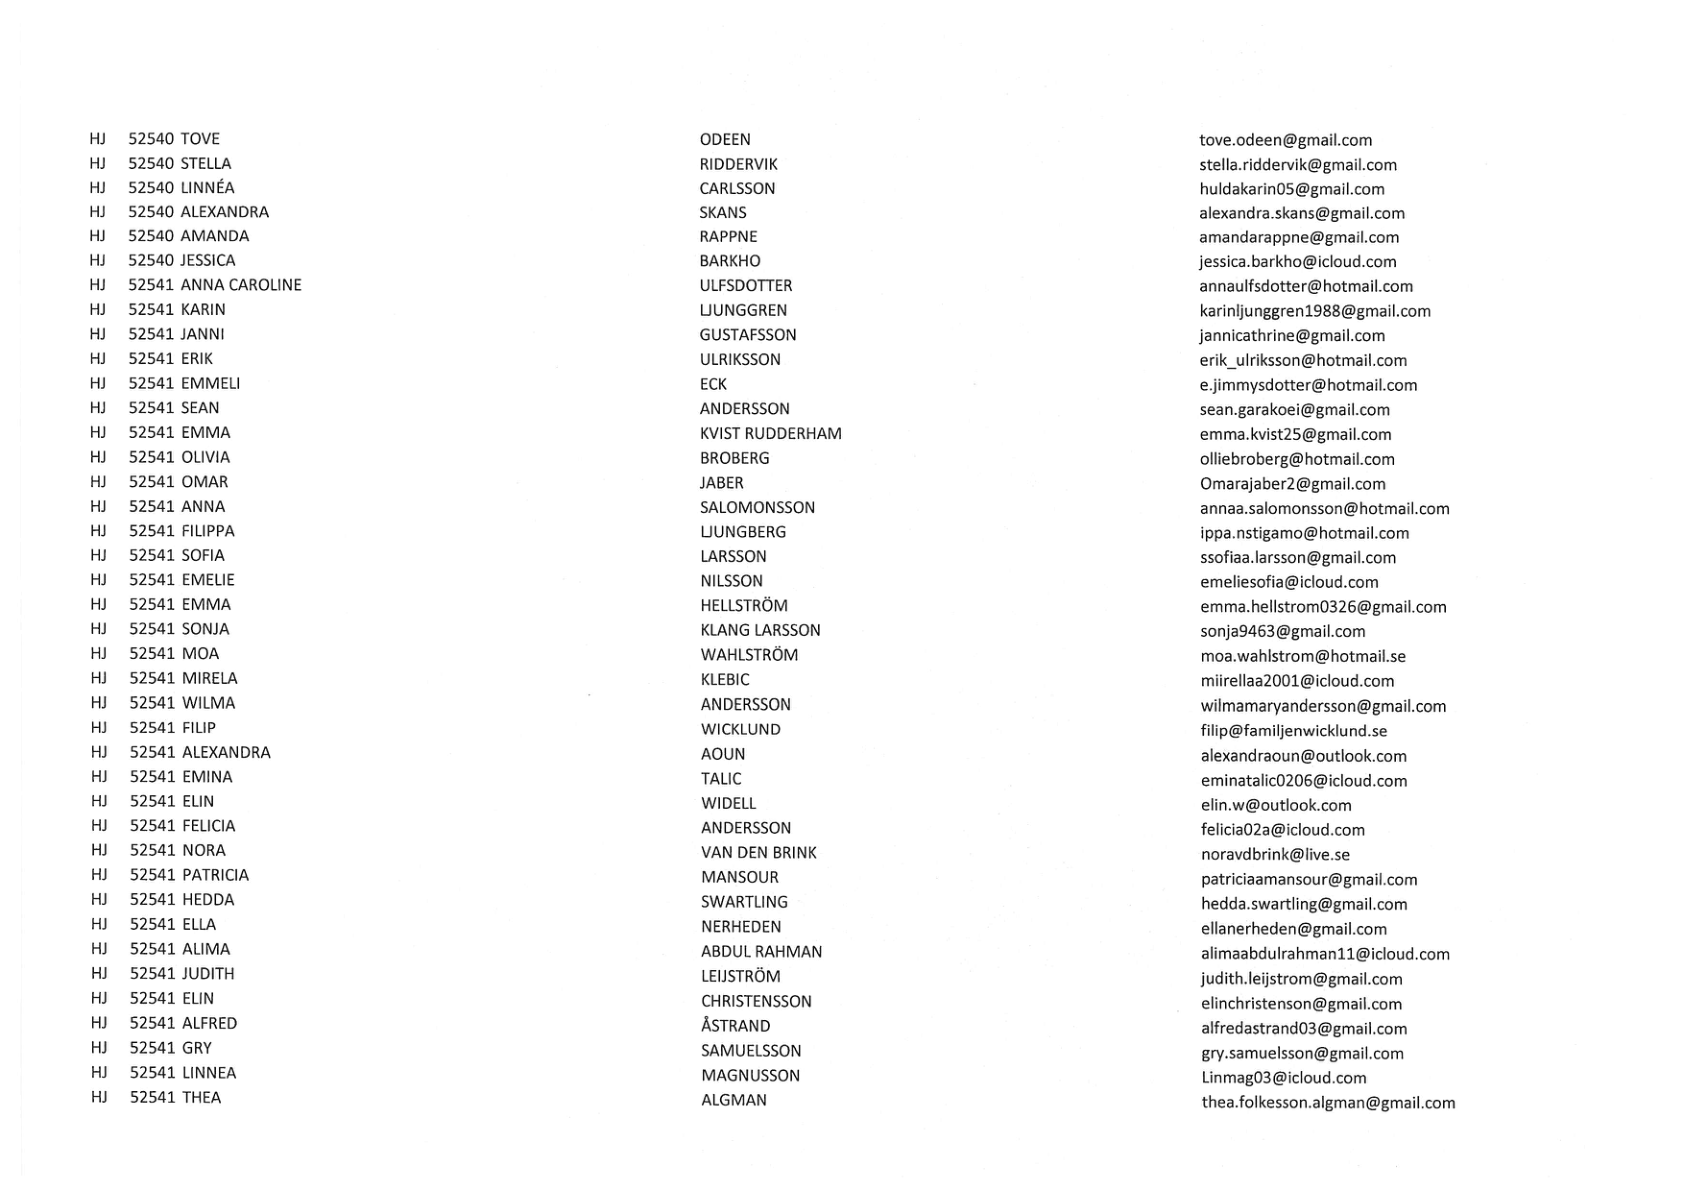 HJ 52540 TOVE ODEEN tove.odeen@gmail.com
HJ 52540 STELLA RIDDERVIK stella.riddervik@gmail.com
HJ 52540 LINNÉA CARLSSON huldakarin05@gmail.com
HJ 52540 ALEXANDRA SKANS alexandra.skans@gmail.com
HJ 52540 AMANDA RAPPNE amandarappne@gmail.com
HJ 52540 JESSICA BARKHO jessica.barkho@icloud.com
HJ 52541 ANNA CAROLINE ULFSDOTTER annaulfsdotter@hotmail.com
HJ 52541 KARIN LJUNGGREN karinljunggren1988@gmail.com
HJ 52541 JANNI GUSTAFSSON jannicathrine@gmail.com
HJ 52541 ERIK ULRIKSSON erik_ulriksson@hotmail.com
HJ 52541 EMMELI ECK e.jimmysdotter@hotmail.com
HJ 52541 SEAN ANDERSSON sean.garakoei@gmail.com
HJ 52541 EMMA KVIST RUDDERHAM emma.kvist25@gmail.com
HJ 52541 OLIVIA BROBERG olliebroberg@hotmail.com
HJ 52541 OMAR JABER Omarajaber2@gmail.com
HJ 52541 ANNA SALOMONSSON annaa.salomonsson@hotmail.com
HJ 52541 FILIPPA LJUNGBERG ippa.nstigamo@hotmail.com
HJ 52541 SOFIA LARSSON ssofiaa.larsson@gmail.com
HJ 52541 EMELIE NILSSON emeliesofia@icloud.com
HJ 52541 EMMA HELLSTRÖM emma.hellstrom0326@gmail.com
HJ 52541 SONJA KLANG LARSSON sonja9463@gmail.com
HJ 52541 MOA WAHLSTRÖM moa.wahlstrom@hotmail.se
HJ 52541 MIRELA KLEBIC miirellaa2001@icloud.com
HJ 52541 WILMA ANDERSSON wilmamaryandersson@gmail.com
HJ 52541 FILIP WICKLUND filip@familjenwicklund.se
HJ 52541 ALEXANDRA AOUN alexandraoun@outlook.com
HJ 52541 EMINA TALIC eminatalic0206@icloud.com
HJ 52541 ELIN WIDELL elin.w@outlook.com
HJ 52541 FELICIA ANDERSSON felicia02a@icloud.com
HJ 52541 NORA VAN DEN BRINK noravdbrink@live.se
HJ 52541 PATRICIA MANSOUR patriciaamansour@gmail.com
HJ 52541 HEDDA SWARTLING hedda.swartling@gmail.com
HJ 52541 ELLA NERHEDEN ellanerheden@gmail.com
HJ 52541 ALIMA ABDUL RAHMAN alimaabdulrahman11@icloud.com
HJ 52541 JUDITH LEIJSTRÖM judith.leijstrom@gmail.com
HJ 52541 ELIN CHRISTENSSON elinchristenson@gmail.com
HJ 52541 ALFRED ÅSTRAND alfredastrand03@gmail.com
HJ 52541 GRY SAMUELSSON gry.samuelsson@gmail.com
HJ 52541 LINNEA MAGNUSSON Linmag03@icloud.com
HJ 52541 THEA ALGMAN thea.folkesson.algman@gmail.com